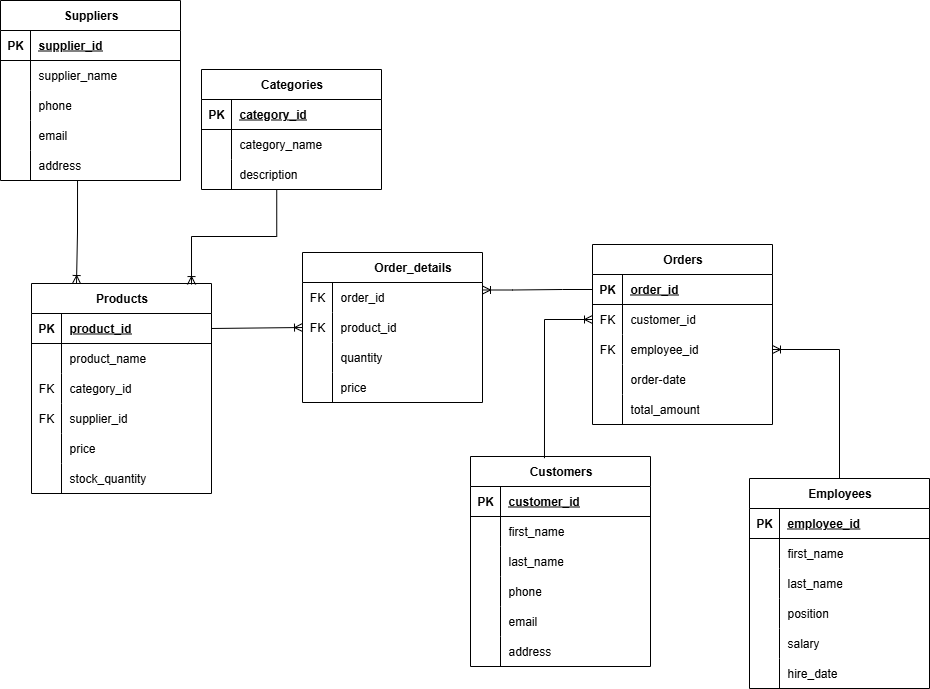 Suppliers
PK supplier_id
supplier_name
phone
email
address
Categories
PK category_id
category_name
description
Products
PK product_id
product_name
FK category_id
FK supplier_id
price
stock_quantity
Order_details
FK order_id
FK product_id
quantity
price
Orders
PK order_id
FK customer_id
FK employee_id
order-date
total_amount
Customers
PK customer_id
first_name
last_name
phone
email
address
Employees
PK employee_id
first_name
last_name
position
salary
hire_date